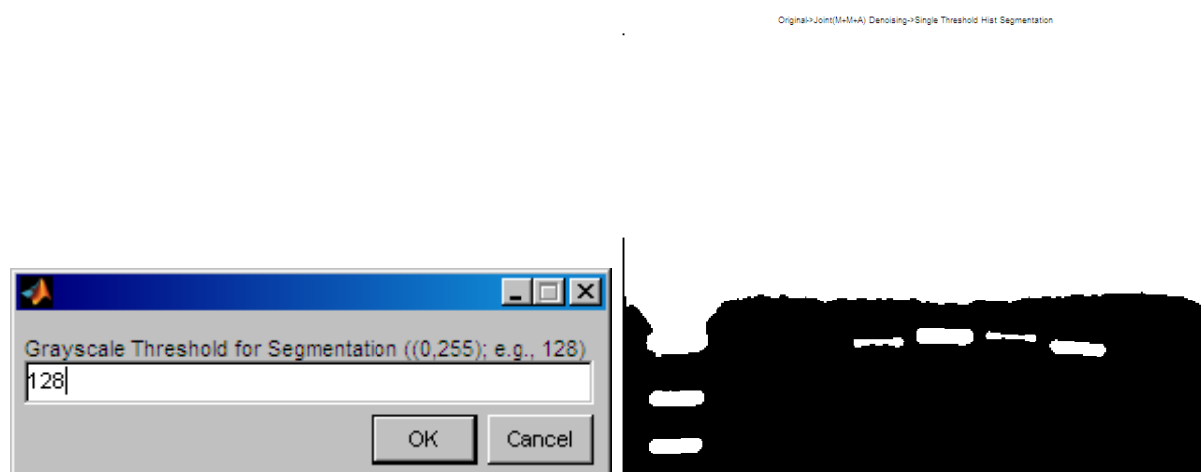 Original->Joint(M+M+A) Denoising->Single Threshold Hist Segmentation
Grayscale Threshold for Segmentation ((0,255); e.g., 128)
128
OK
Cancel